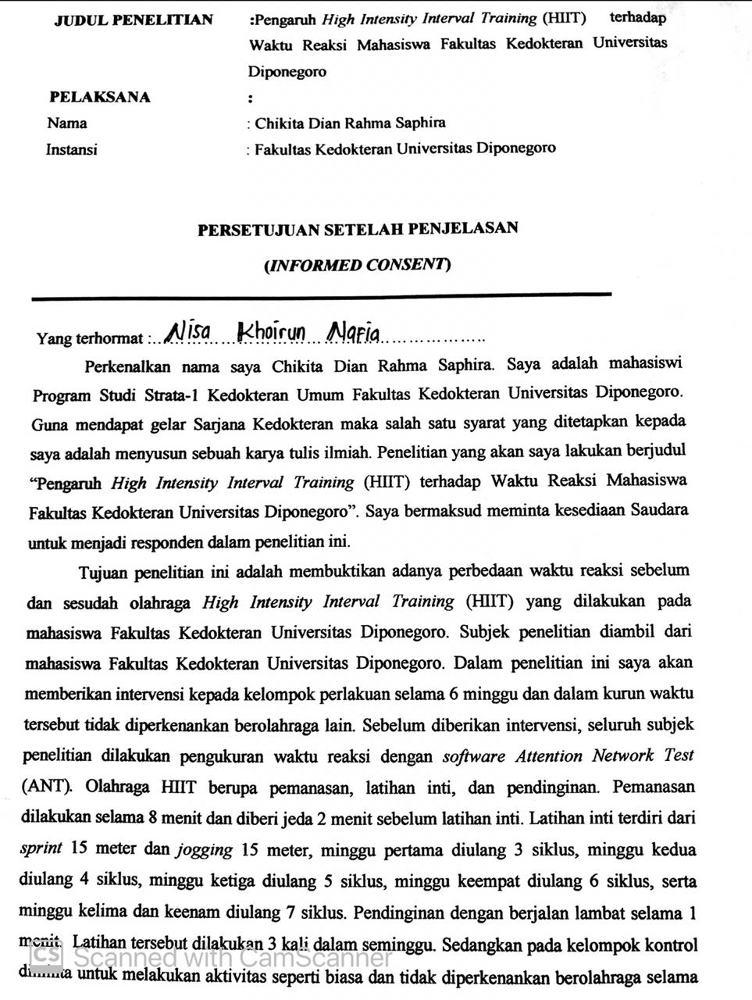 JUDUL PENELITIAN :Pengaruh High Intensity Interval Training (HIIT) terhadap
Waktu Reaksi Mahasiswa Fakultas Kedokteran Universitas
Diponegoro
PELAKSANA :
Nama : Chikita Dian Rahma Saphira
Instansi : Fakultas Kedokteran Universitas Diponegoro
PERSETUJUAN SETELAH PENJELASAN
(INFORMED CONSENT)
Yang terhormat : Nisa Khoirun Nafia
Perkenalkan nama saya Chikita Dian Rahma Saphira. Saya adalah mahasiswi
Program Studi Strata-1 Kedokteran Umum Fakultas Kedokteran Universitas Diponegoro.
Guna mendapat gelar Sarjana Kedokteran maka salah satu syarat yang ditetapkan kepada
saya adalah menyusun sebuah karya tulis ilmiah. Penelitian yang akan saya lakukan berjudul
“Pengaruh High Intensity Interval Training (HIIT) terhadap Waktu Reaksi Mahasiswa
Fakultas Kedokteran Universitas Diponegoro”. Saya bermaksud meminta kesediaan Saudara
untuk menjadi responden dalam penelitian ini.
Tujuan penelitian ini adalah membuktikan adanya perbedaan waktu reaksi sebelum
dan sesudah olahraga High Intensity Interval Training (HIIT) yang dilakukan pada
mahasiswa Fakultas Kedokteran Universitas Diponegoro. Subjek penelitian diambil dari
mahasiswa Fakultas Kedokteran Universitas Diponegoro. Dalam penelitian ini saya akan
memberikan intervensi kepada kelompok perlakuan selama 6 minggu dan dalam kurun waktu
tersebut tidak diperkenankan berolahraga lain. Sebelum diberikan intervensi, seluruh subjek
penelitian dilakukan pengukuran waktu reaksi dengan software Attention Network Test
(ANT). Olahraga HIIT berupa pemanasan, latihan inti, dan pendinginan. Pemanasan
dilakukan selama 8 menit dan diberi jeda 2 menit sebelum latihan inti. Latihan inti terdiri dari
sprint 15 meter dan jogging 15 meter, minggu pertama diulang 3 siklus, minggu kedua
diulang 4 siklus, minggu ketiga diulang 5 siklus, minggu keempat diulang 6 siklus, serta
minggu kelima dan keenam diulang 7 siklus. Pendinginan dengan berjalan lambat selama 1
menit. Latihan tersebut dilakukan 3 kali dalam seminggu. Sedangkan pada kelompok kontrol
CS Scanned with CamScanner
diminta untuk melakukan aktivitas seperti biasa dan tidak diperkenankan berolahraga selama